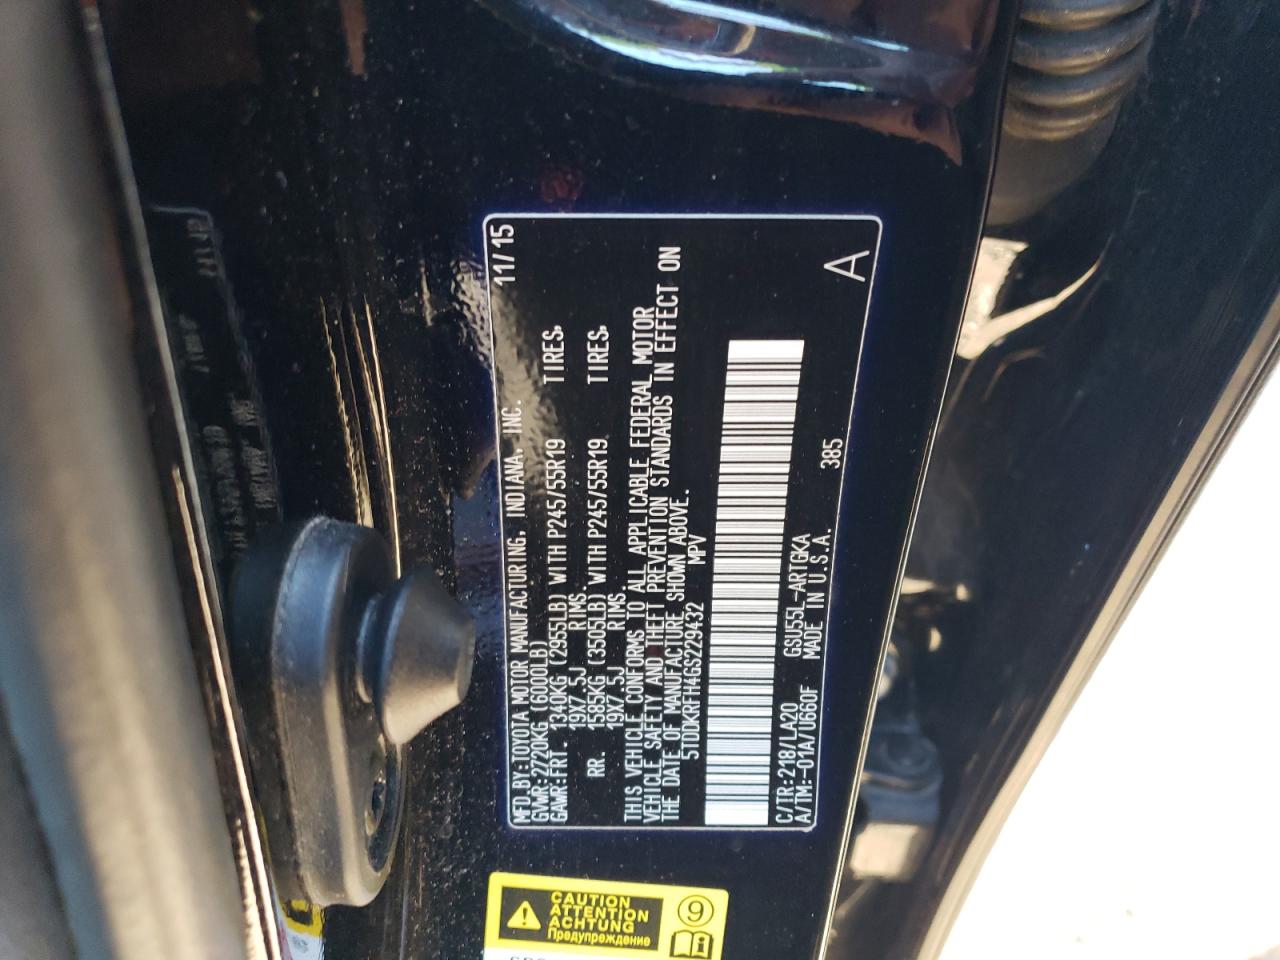 MFD.BY:TOYOTA MOTOR MANUFACTURING, INDIANA, INC. 11/15
GVWR:2720KG (6000LB)
GAWR:FRT. 1340KG (2955LB) WITH P245/55R19 TIRES,
19X7.5J RIMS.
RR. 1585KG (3505LB) WITH P245/55R19 TIRES,
19X7.5J RIMS.
THIS VEHICLE CONFORMS TO ALL APPLICABLE FEDERAL MOTOR
VEHICLE SAFETY AND THEFT PREVENTION STANDARDS IN EFFECT ON
THE DATE OF MANUFACTURE SHOWN ABOVE.
5TDDKRFH4GS229432 MPV
C/TR:218/LA20 GSU55L-ARTGKA
A/TM:-01A/U660F MADE IN U.S.A. 385 A
CAUTION
ATTENTION
ACHTUNG
Предупреждение
9